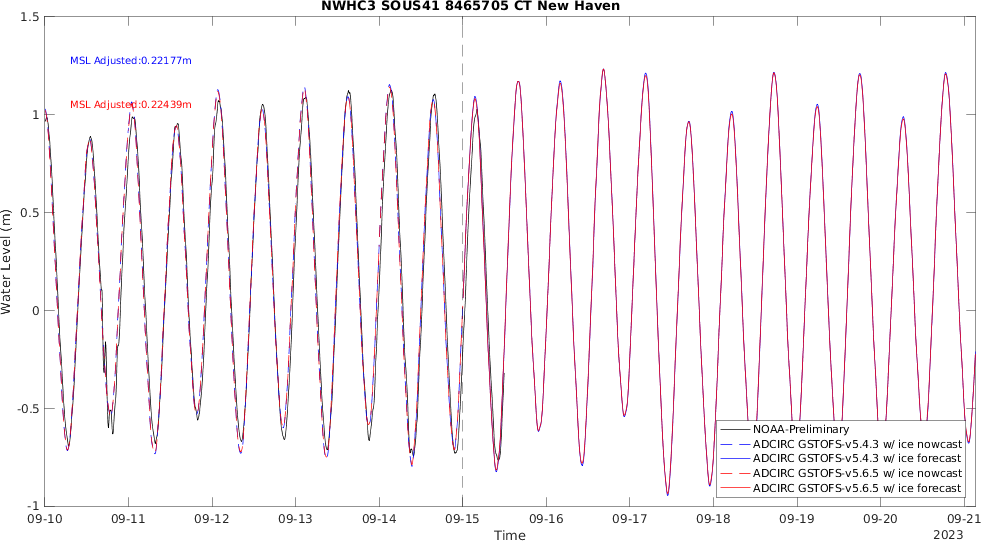 NWHC3 SOUS41 8465705 CT New Haven
1.5
MSL Adjusted:0.22177m
MSL Adjusted:0.22439m
1
0.5
Water Level (m)
0
-0.5
-1
NOAA-Preliminary
ADCIRC GSTOFS-v5.4.3 w/ ice nowcast
ADCIRC GSTOFS-v5.4.3 w/ ice forecast
ADCIRC GSTOFS-v5.6.5 w/ ice nowcast
ADCIRC GSTOFS-v5.6.5 w/ ice forecast
09-10 09-11 09-12 09-13 09-14 09-15 09-16 09-17 09-18 09-19 09-20 09-21
Time
2023